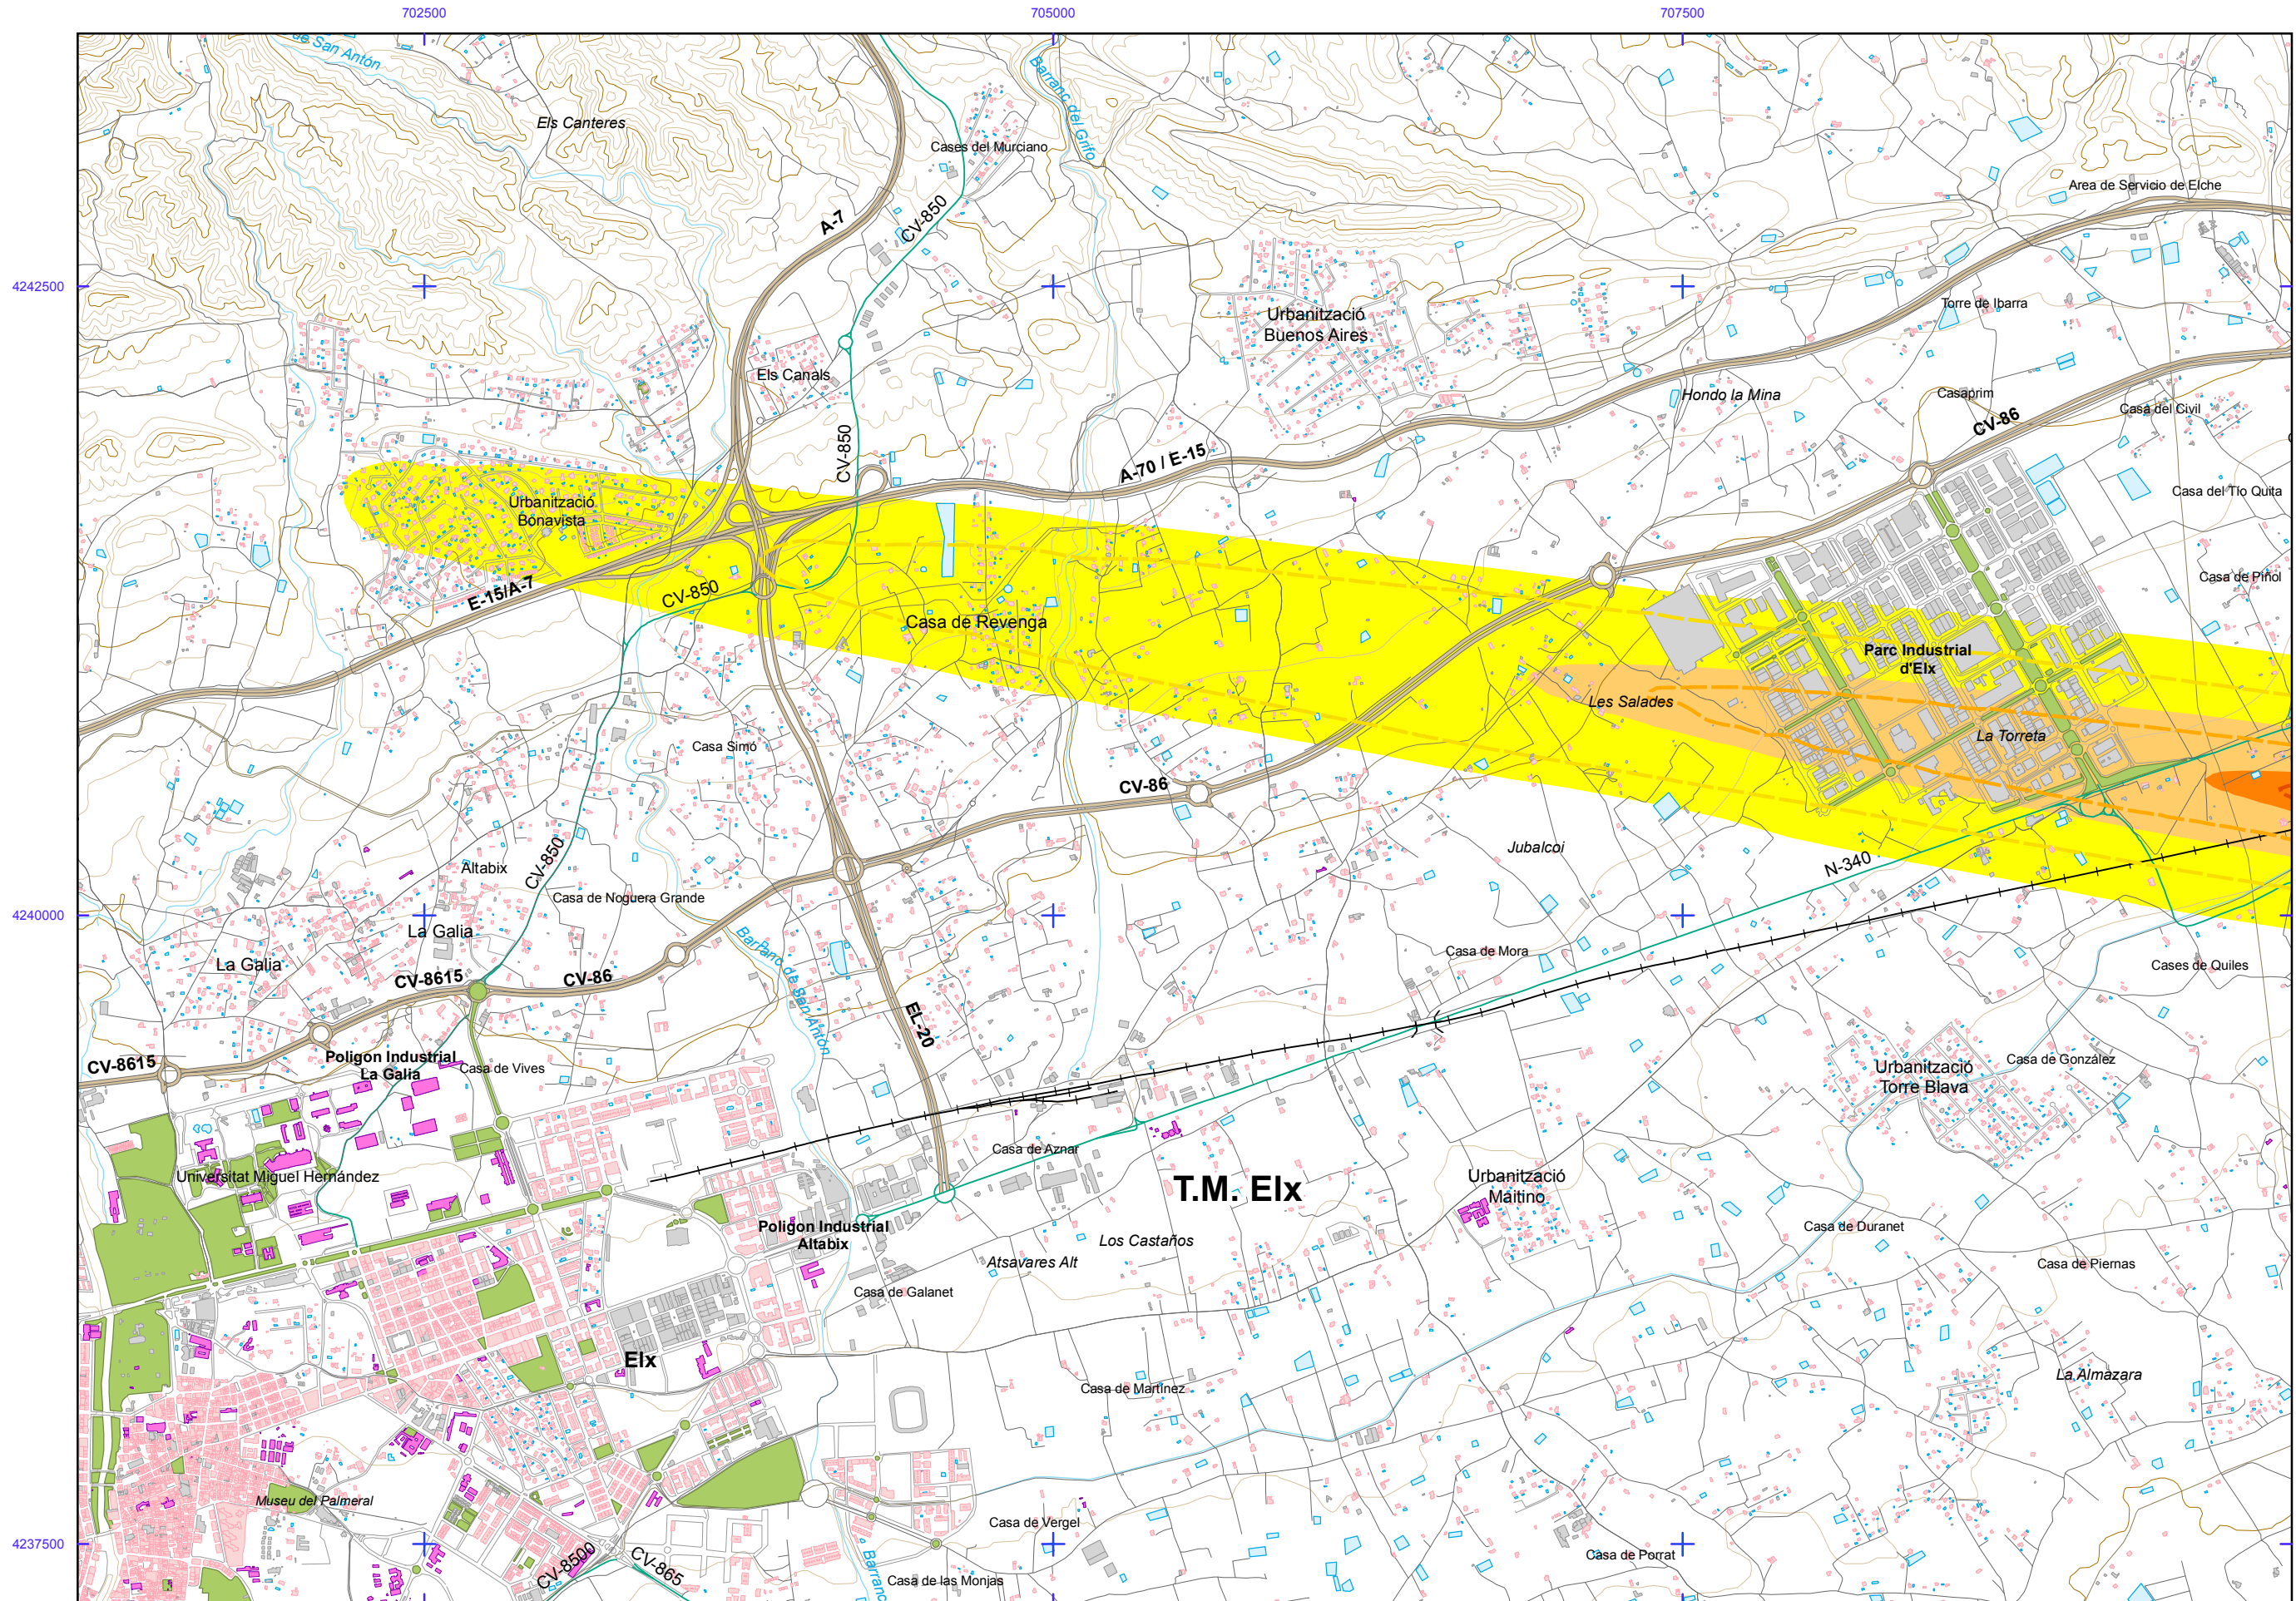 702500
705000
707500
de San Antón
Barranc del Grifo
Els Canteres
Cases del Murciano
A-7
CV-850
Area de Servicio de Elche
4242500
Torre de Ibarra
Urbanització
Buenos Aires
Els Canals
Hondo la Mina
Casaprim
Casa del Civil
CV-86
CV-850
A-70 / E-15
Casa del Tío Quita
Urbanització
Bonavista
Casa de Piñol
E-15/A-7
CV-850
Casa de Revenga
Parc Industrial
d'Elx
Les Salades
La Torreta
Casa Simó
CV-86
Jubalcoi
N-340
Altabix
CV-850
Casa de Noguera Grande
4240000
La Galia
La Galia
Barranc de San Antón
Casa de Mora
Cases de Quiles
CV-8615
CV-86
EL-20
CV-8615
Poligon Industrial
La Galia
Casa de Vives
Urbanització
Torre Blava
Casa de González
Universitat Miguel Hernández
Casa de Aznar
T.M. Elx
Urbanització
Maitino
Poligon Industrial
Altabix
Los Castaños
Atsavares Alt
Casa de Duranet
Casa de Piernas
Casa de Galanet
Elx
Casa de Martínez
La Almazara
Museu del Palmeral
Casa de Vergel
4237500
CV-8500
CV-865
Barranc
Casa de las Monjas
Casa de Porrat